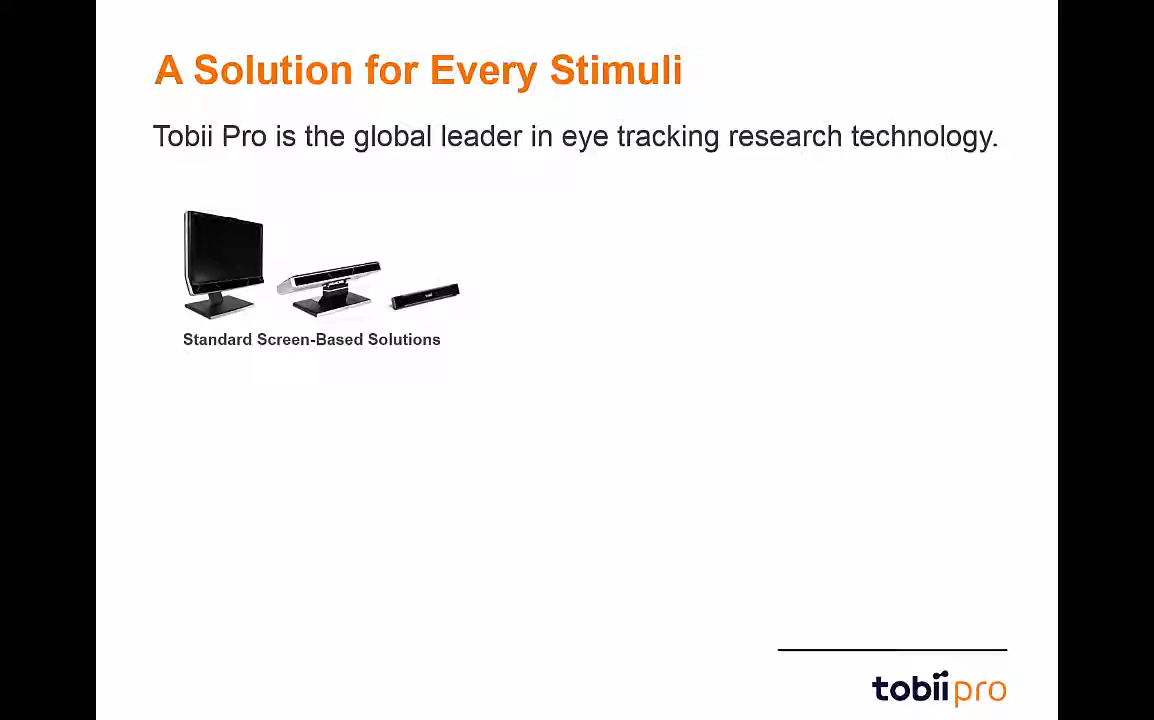 A Solution for Every Stimuli
Tobii Pro is the global leader in eye tracking research technology.
Standard Screen-Based Solutions
tobii pro